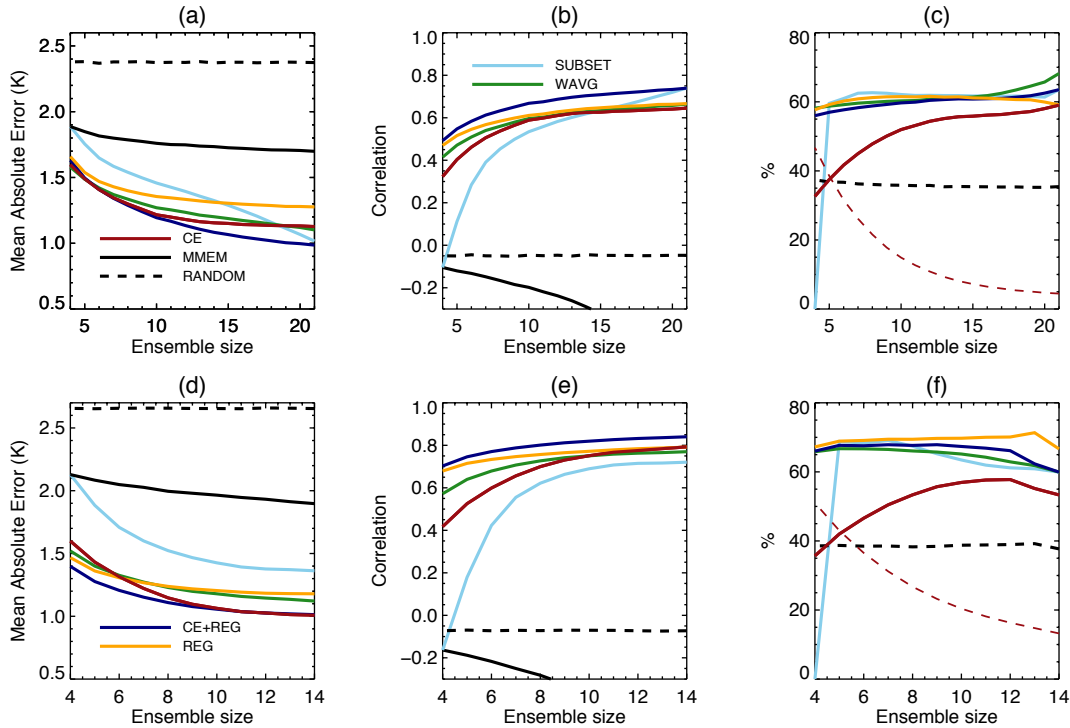 (a) (b) (c)
2.5
2.0
1.5
1.0
0.5
Mean Absolute Error (K)
CE
MMEM
RANDOM
5 10 15 20
Ensemble size
1.0
0.8
0.6
0.4
0.2
0.0
−0.2
Correlation
SUBSET
WAVG
5 10 15 20
Ensemble size
80
60
40
20
0
%
5 10 15 20
Ensemble size
(d) (e) (f)
2.5
2.0
1.5
1.0
0.5
Mean Absolute Error (K)
CE+REG
REG
4 6 8 10 12 14
Ensemble size
1.0
0.8
0.6
0.4
0.2
0.0
−0.2
Correlation
4 6 8 10 12 14
Ensemble size
80
60
40
20
0
%
4 6 8 10 12 14
Ensemble size